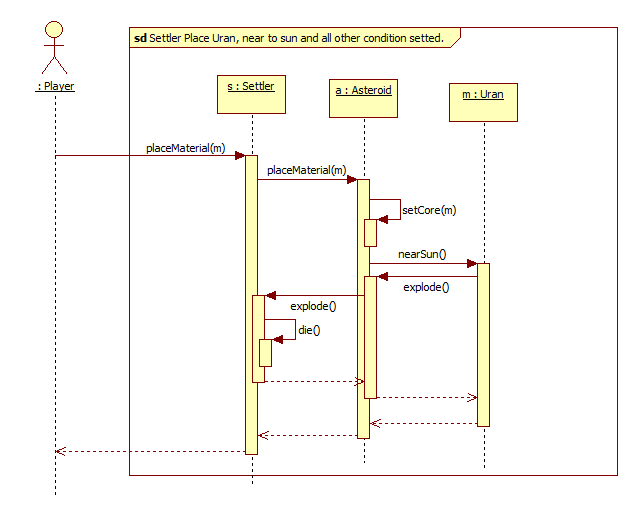 sd Settler Place Uran, near to sun and all other condition setted.
: Player
s : Settler
a : Asteroid
m : Uran
placeMaterial(m)
placeMaterial(m)
setCore(m)
nearSun()
explode()
explode()
die()